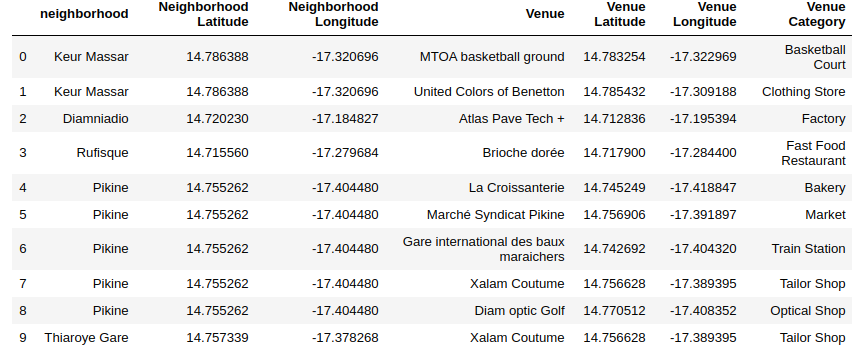 neighborhood Neighborhood Latitude Neighborhood Longitude Venue Venue Latitude Venue Longitude Venue Category
0 Keur Massar 14.786388 -17.320696 MTOA basketball ground 14.783254 -17.322969 Basketball Court
1 Keur Massar 14.786388 -17.320696 United Colors of Benetton 14.785432 -17.309188 Clothing Store
2 Diamniadio 14.720230 -17.184827 Atlas Pave Tech + 14.712836 -17.195394 Factory
3 Rufisque 14.715560 -17.279684 Brioche dorée 14.717900 -17.284400 Fast Food Restaurant
4 Pikine 14.755262 -17.404480 La Croissanterie 14.745249 -17.418847 Bakery
5 Pikine 14.755262 -17.404480 Marché Syndicat Pikine 14.756906 -17.391897 Market
6 Pikine 14.755262 -17.404480 Gare international des baux maraichers 14.742692 -17.404320 Train Station
7 Pikine 14.755262 -17.404480 Xalam Coutume 14.756628 -17.389395 Tailor Shop
8 Pikine 14.755262 -17.404480 Diam optic Golf 14.770512 -17.408352 Optical Shop
9 Thiaroye Gare 14.757339 -17.378268 Xalam Coutume 14.756628 -17.389395 Tailor Shop